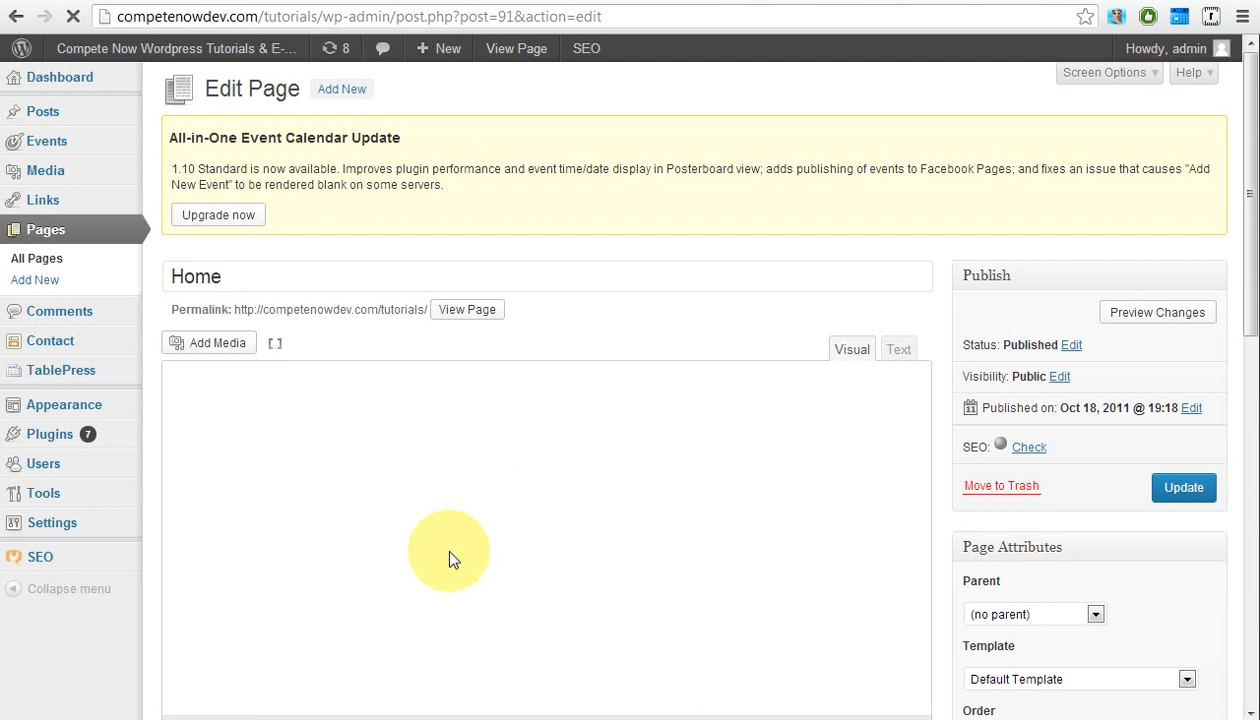 competenowdev.com/tutorials/wp-admin/post.php?post=91&action=edit
Compete Now Wordpress Tutorials & E-... 8 New View Page SEO Howdy, admin
Dashboard
Posts
Events
Media
Links
Pages
All Pages
Add New
Comments
Contact
TablePress
Appearance
Plugins 7
Users
Tools
Settings
SEO
Collapse menu
Screen Options Help
Edit Page Add New
All-in-One Event Calendar Update
1.10 Standard is now available. Improves plugin performance and event time/date display in Posterboard view; adds publishing of events to Facebook Pages; and fixes an issue that causes "Add
New Event" to be rendered blank on some servers.
Upgrade now
Home
Permalink: http://competenowdev.com/tutorials/ View Page
Add Media
Visual Text
Publish
Preview Changes
Status: Published Edit
Visibility: Public Edit
11 Published on: Oct 18, 2011 @ 19:18 Edit
SEO: Check
Move to Trash Update
Page Attributes
Parent
(no parent)
Template
Default Template
Order